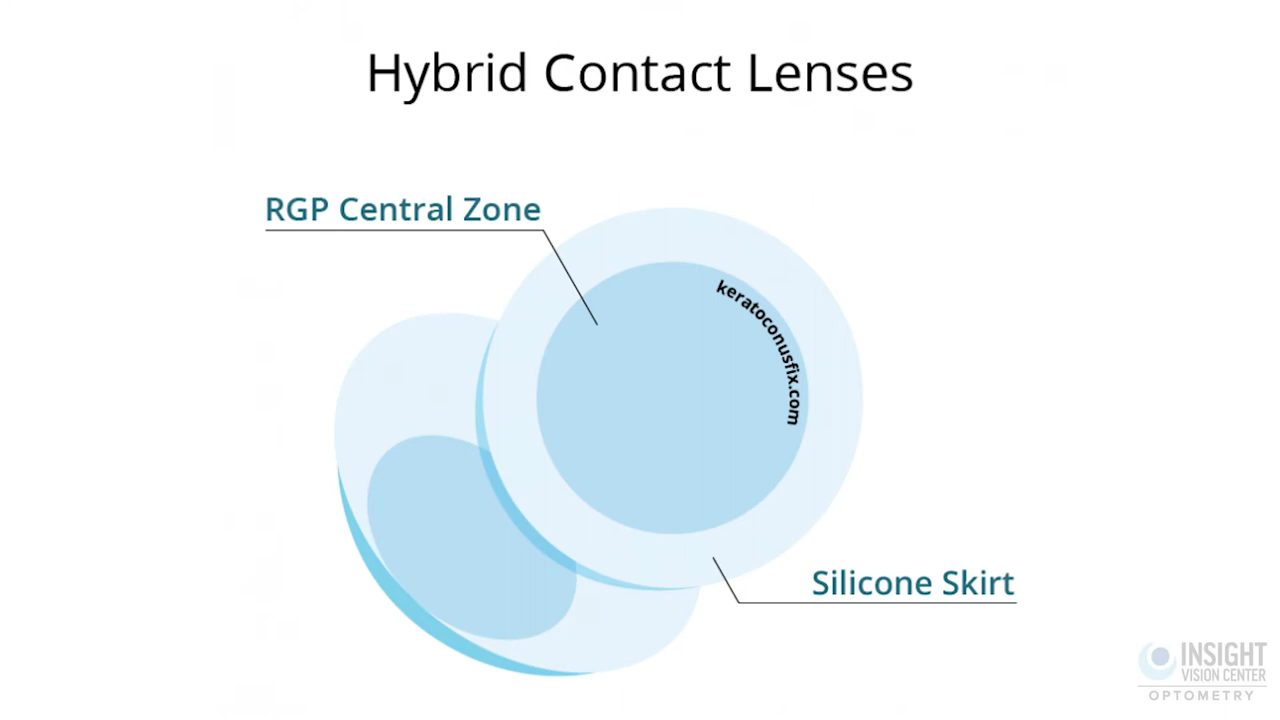 Hybrid Contact Lenses
RGP Central Zone
keratoconusfix.com
Silicone Skirt
INSIGHT
VISION CENTER
OPTOMETRY